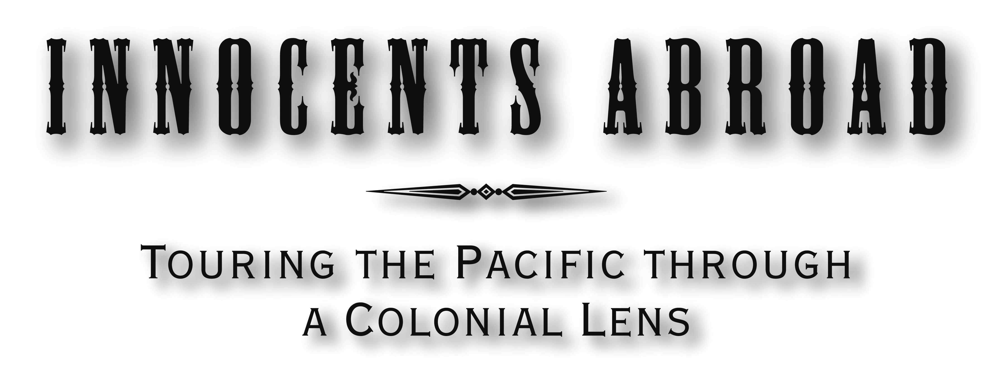 INNOCENTS ABROAD
TOURING THE PACIFIC THROUGH
A COLONIAL LENS